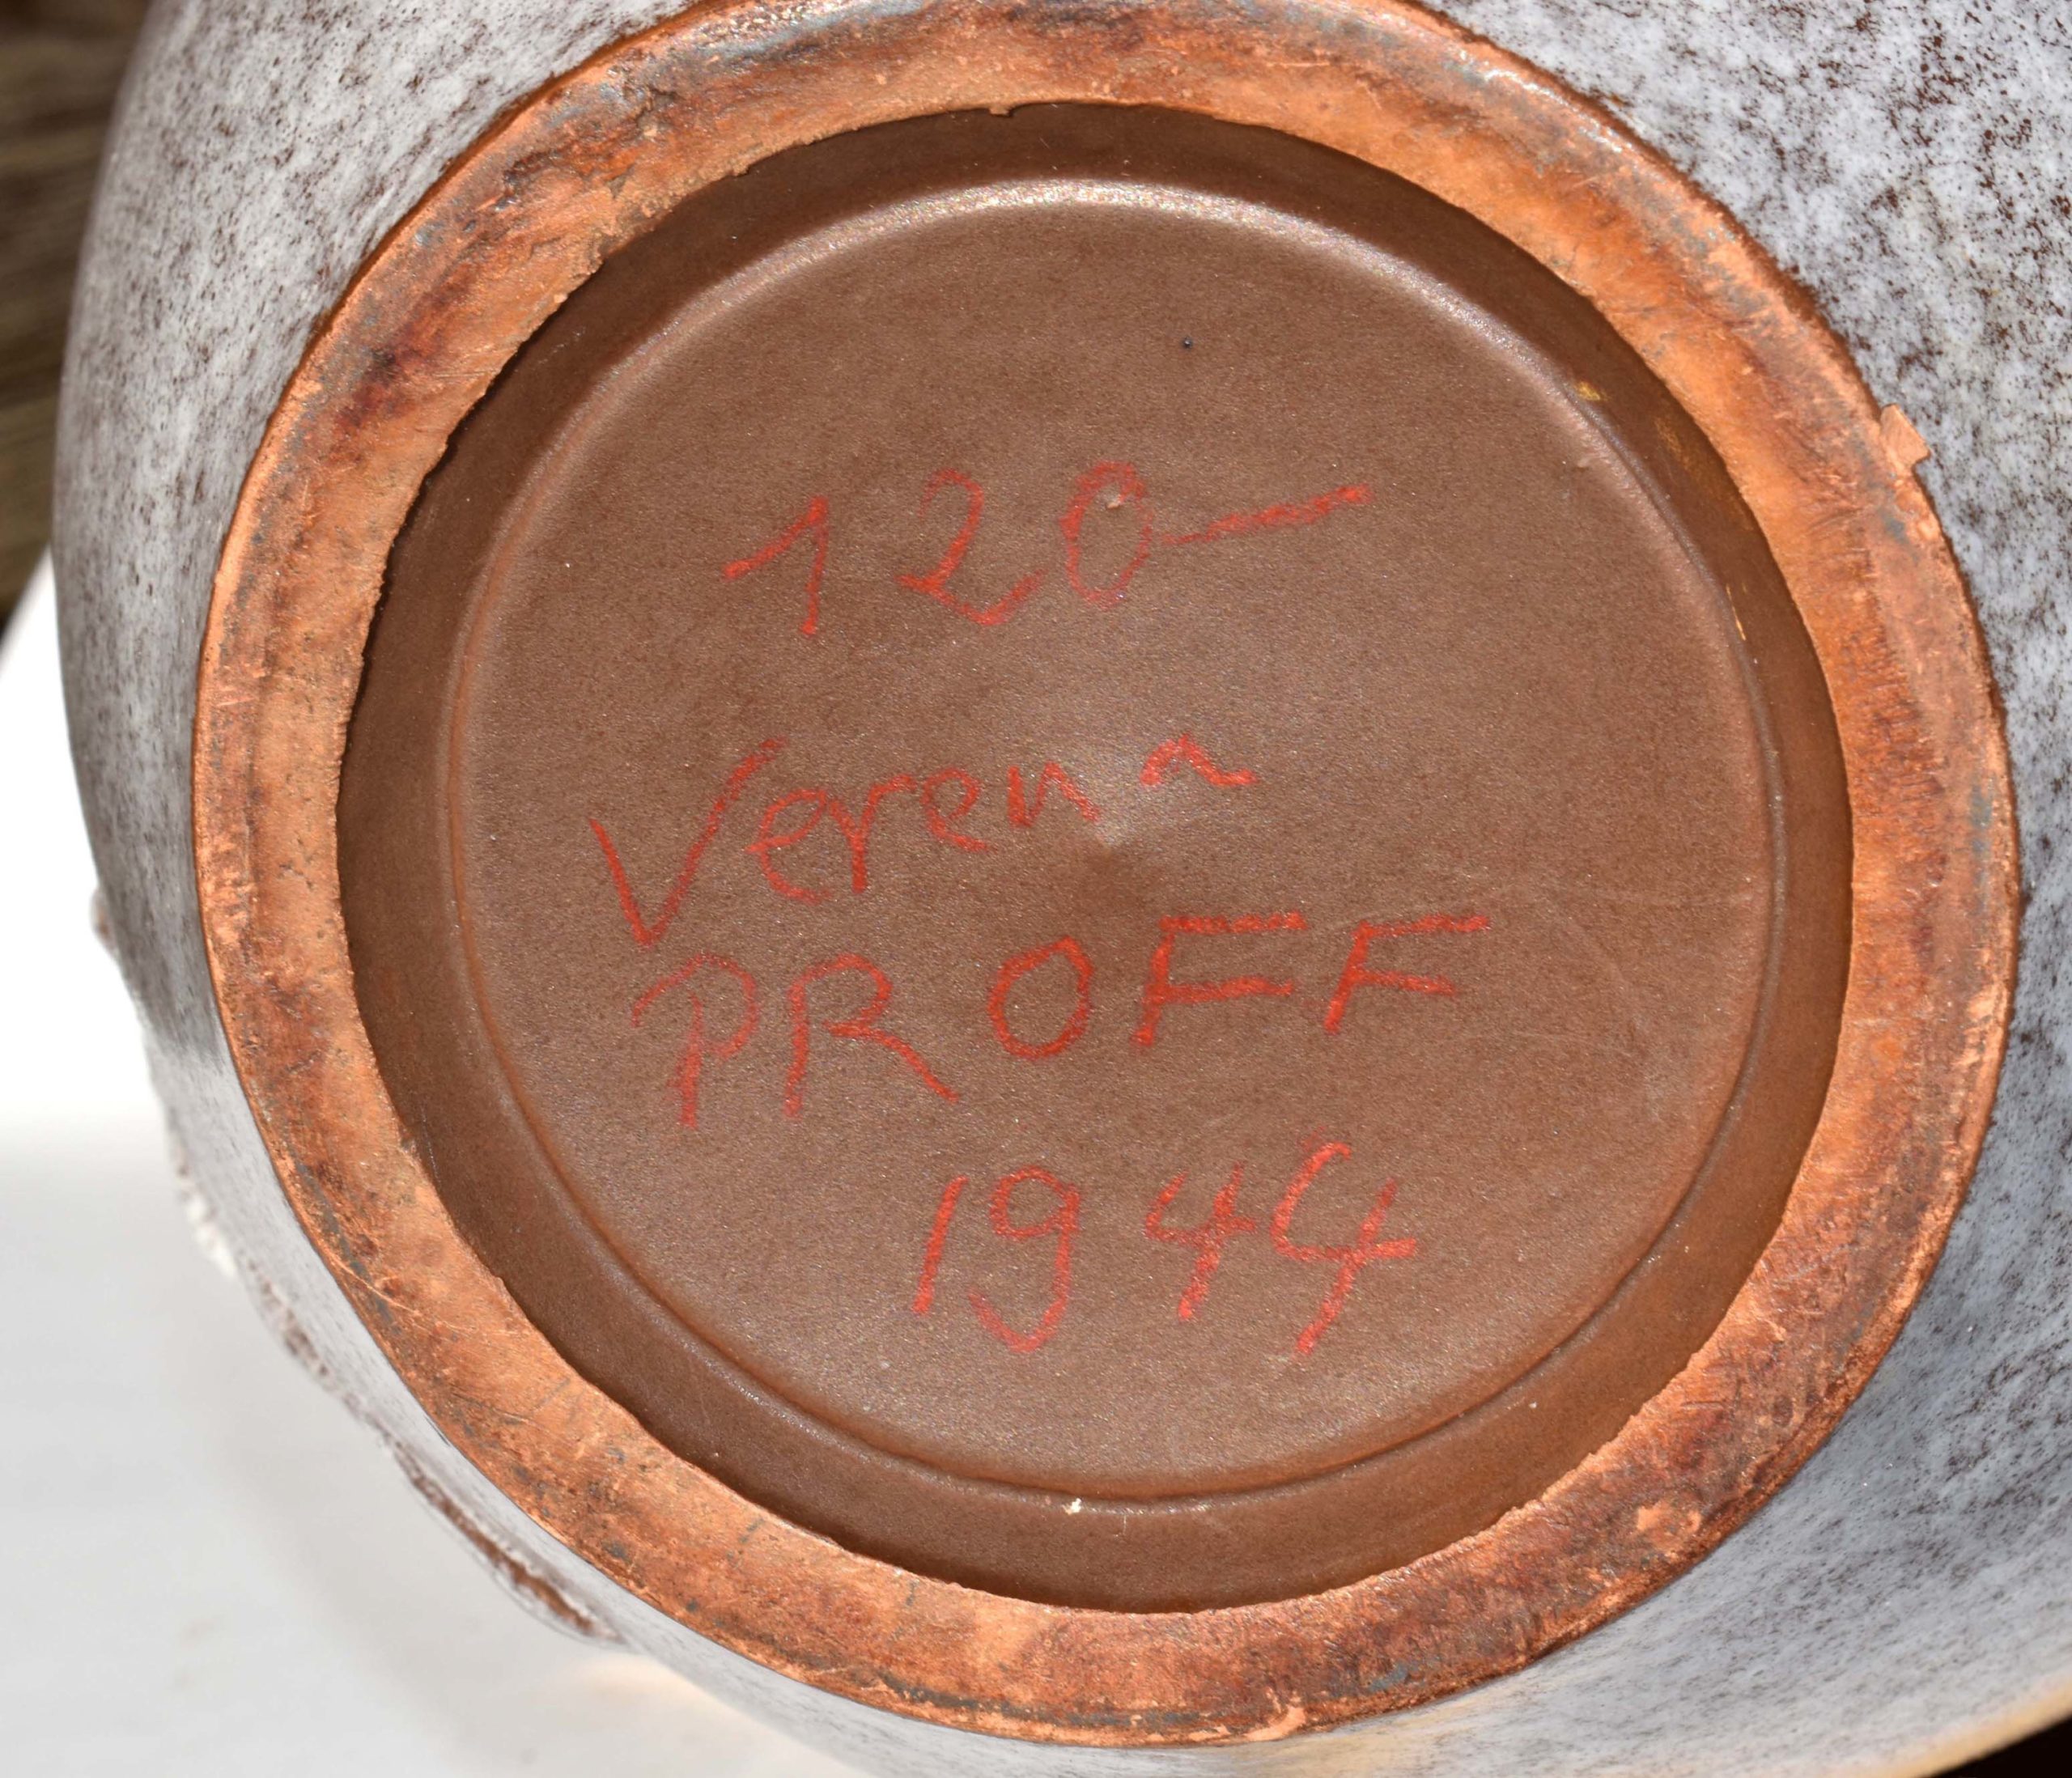 120—
Verena
PROFF
1944